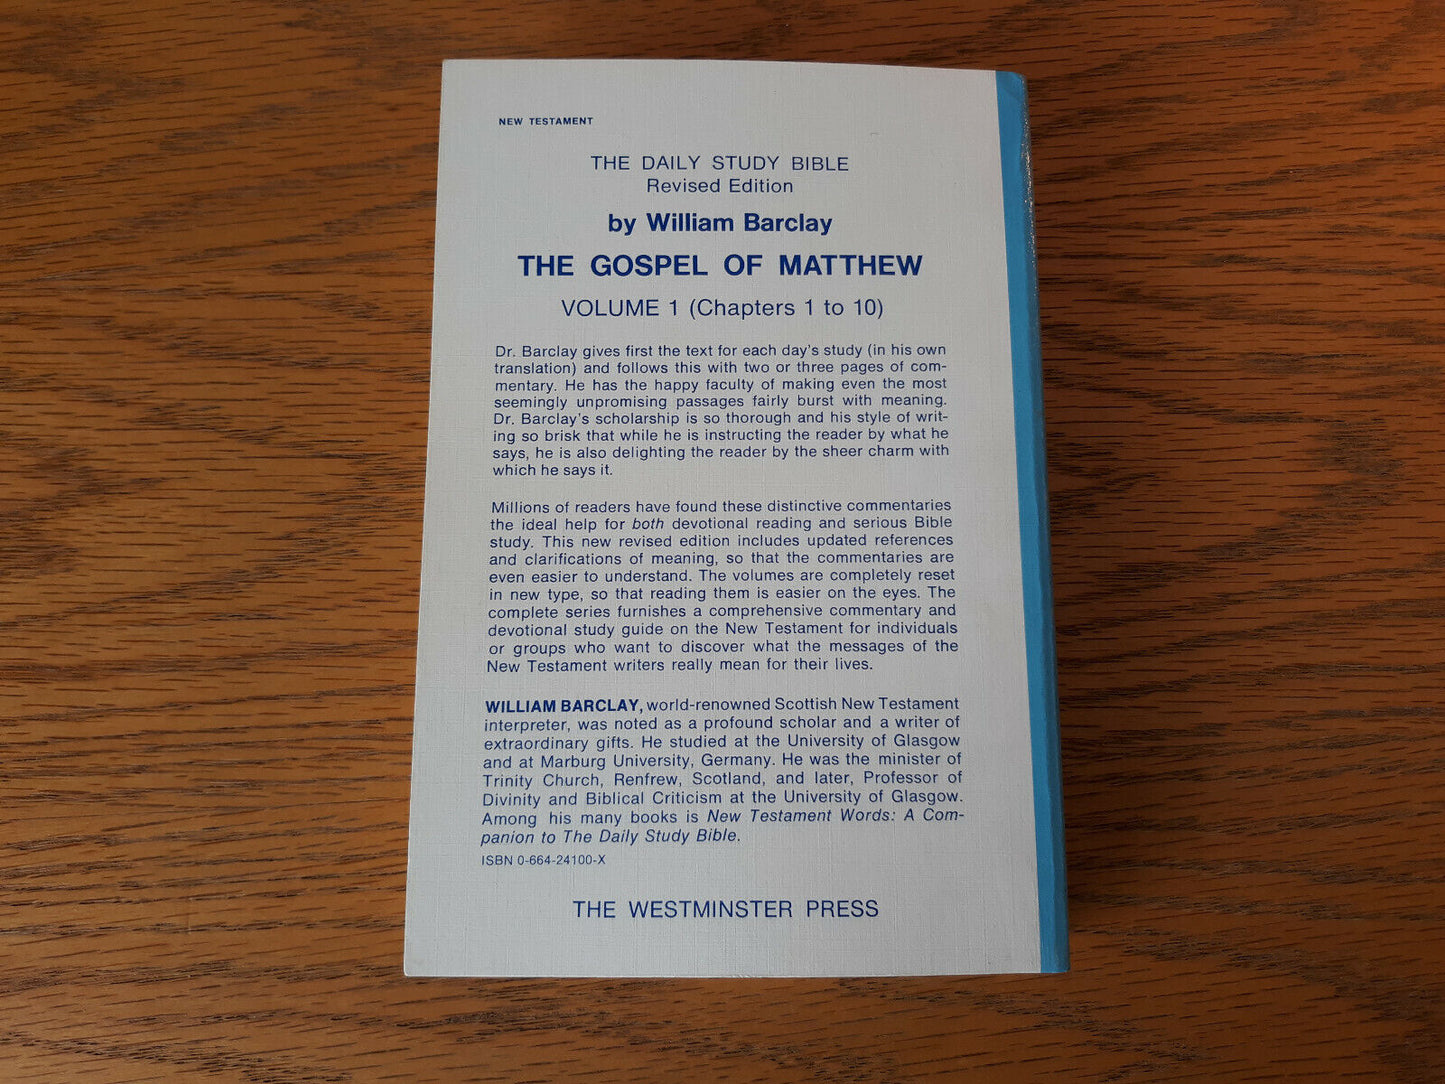 NEW TESTAMENT
THE DAILY STUDY BIBLE
Revised Edition
by William Barclay
THE GOSPEL OF MATTHEW
VOLUME 1 (Chapters 1 to 10)
Dr. Barclay gives first the text for each day's study (in his own
translation) and follows this with two or three pages of com-
mentary. He has the happy faculty of making even the most
seemingly unpromising passages fairly burst with meaning.
Dr. Barclay's scholarship is so thorough and his style of writ-
ing so brisk that while he is instructing the reader by what he
says, he is also delighting the reader by the sheer charm with
which he says it.
Millions of readers have found these distinctive commentaries
the ideal help for both devotional reading and serious Bible
study. This new revised edition includes updated references
and clarifications of meaning, so that the commentaries are
even easier to understand. The volumes are completely reset
in new type, so that reading them is easier on the eyes. The
complete series furnishes a comprehensive commentary and
devotional study guide on the New Testament for individuals
or groups who want to discover what the messages of the
New Testament writers really mean for their lives.
WILLIAM BARCLAY, world-renowned Scottish New Testament
interpreter, was noted as a profound scholar and a writer of
extraordinary gifts. He studied at the University of Glasgow
and at Marburg University, Germany. He was the minister of
Trinity Church, Renfrew, Scotland, and later, Professor of
Divinity and Biblical Criticism at the University of Glasgow.
Among his many books is New Testament Words: A Com-
panion to The Daily Study Bible.
ISBN 0-664-24100-X
THE WESTMINSTER PRESS